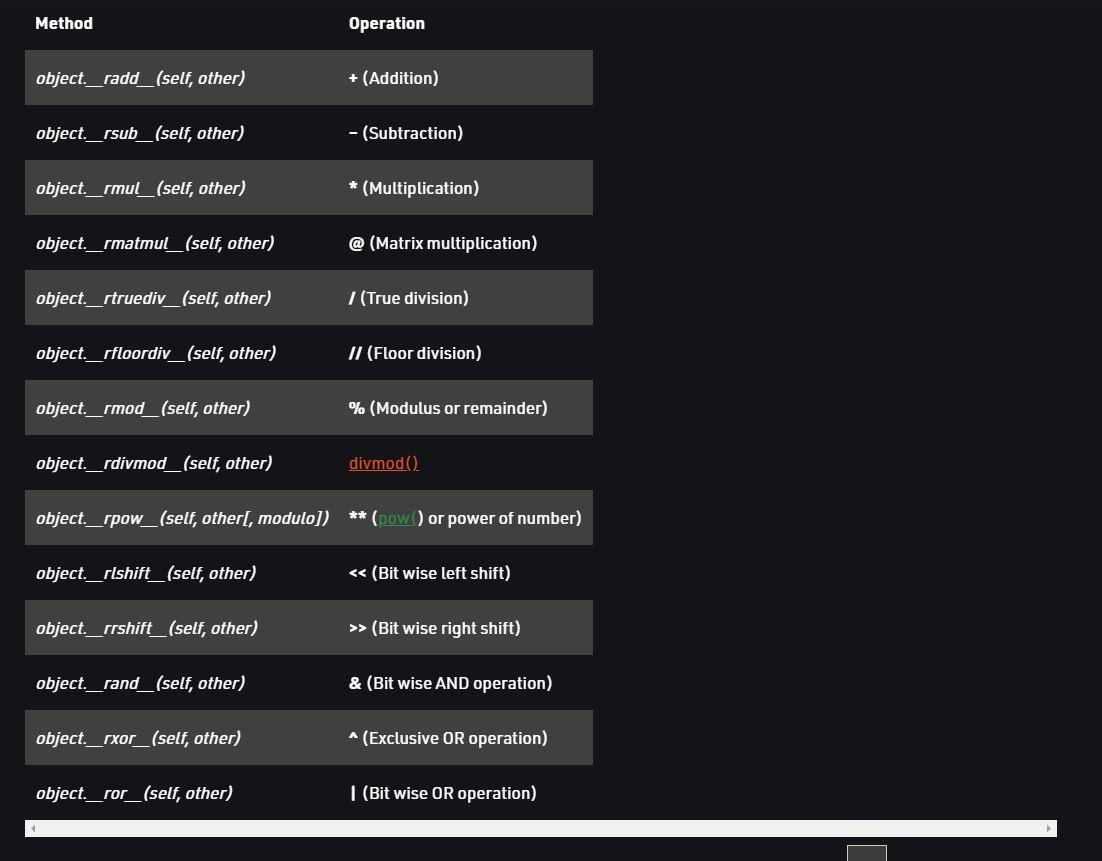 Method Operation
object.__radd__(self, other) + (Addition)
object.__rsub__(self, other) – (Subtraction)
object.__rmul__(self, other) * (Multiplication)
object.__rmatmul__(self, other) @ (Matrix multiplication)
object.__rtruediv__(self, other) / (True division)
object.__rfloordiv__(self, other) // (Floor division)
object.__rmod__(self, other) % (Modulus or remainder)
object.__rdivmod__(self, other) divmod()
object.__rpow__(self, other[, modulo]) ** (pow() or power of number)
object.__rlshift__(self, other) << (Bit wise left shift)
object.__rrshift__(self, other) >> (Bit wise right shift)
object.__rand__(self, other) & (Bit wise AND operation)
object.__rxor__(self, other) ^ (Exclusive OR operation)
object.__ror__(self, other) | (Bit wise OR operation)